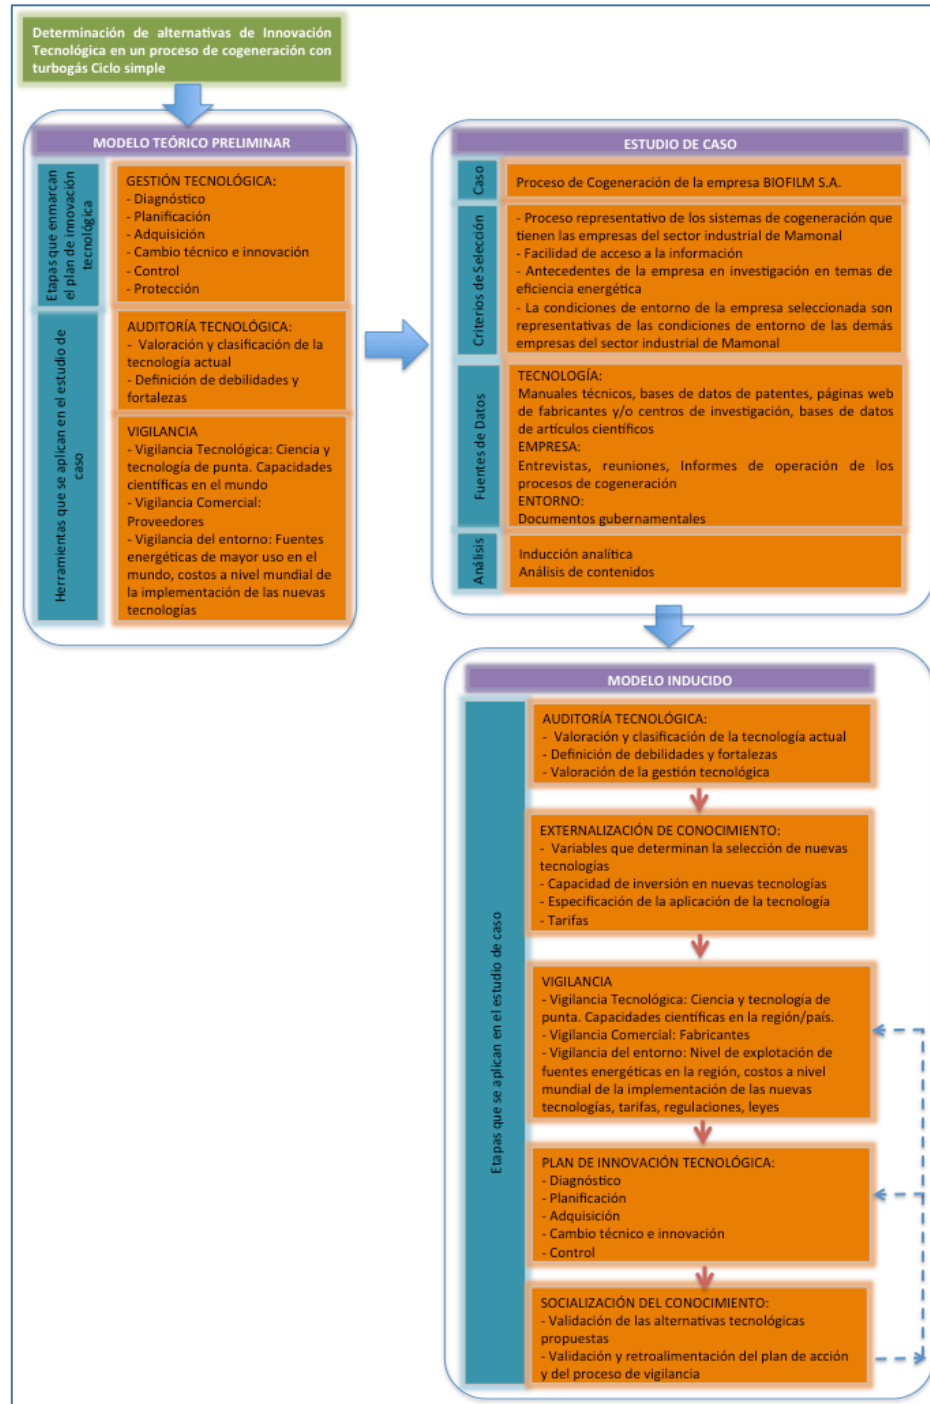 Determinación de alternativas de Innovación
Tecnológica en un proceso de cogeneración con
turbogás Ciclo simple
MODELO TEÓRICO PRELIMINAR
Etapas que enmarcan
el plan de innovación
tecnológica
GESTIÓN TECNOLÓGICA:
- Diagnóstico
- Planificación
- Adquisición
- Cambio técnico e innovación
- Control
- Protección
Herramientas que se aplican en el estudio de
caso
AUDITORÍA TECNOLÓGICA:
- Valoración y clasificación de la
tecnología actual
- Definición de debilidades y
fortalezas
VIGILANCIA
- Vigilancia Tecnológica: Ciencia y
tecnología de punta. Capacidades
científicas en el mundo
- Vigilancia Comercial:
Proveedores
- Vigilancia del entorno: Fuentes
energéticas de mayor uso en el
mundo, costos a nivel mundial de
la implementación de las nuevas
tecnologías
ESTUDIO DE CASO
Caso
Proceso de Cogeneración de la empresa BIOFILM S.A.
Criterios de Selección
- Proceso representativo de los sistemas de cogeneración que
tienen las empresas del sector industrial de Mamonal
- Facilidad de acceso a la información
- Antecedentes de la empresa en investigación en temas de
eficiencia energética
- La condiciones de entorno de la empresa seleccionada son
representativas de las condiciones de entorno de las demás
empresas del sector industrial de Mamonal
Fuentes de Datos
TECNOLOGÍA:
Manuales técnicos, bases de datos de patentes, páginas web
de fabricantes y/o centros de investigación, bases de datos
de artículos científicos
EMPRESA:
Entrevistas, reuniones, Informes de operación de los
procesos de cogeneración
ENTORNO:
Documentos gubernamentales
Análisis
Inducción analítica
Análisis de contenidos
MODELO INDUCIDO
Etapas que se aplican en el estudio de caso
AUDITORÍA TECNOLÓGICA:
- Valoración y clasificación de la tecnología actual
- Definición de debilidades y fortalezas
- Valoración de la gestión tecnológica
EXTERNALIZACIÓN DE CONOCIMIENTO:
- Variables que determinan la selección de nuevas
tecnologías
- Capacidad de inversión en nuevas tecnologías
- Especificación de la aplicación de la tecnología
- Tarifas
VIGILANCIA
- Vigilancia Tecnológica: Ciencia y tecnología de
punta. Capacidades científicas en la región/país.
- Vigilancia Comercial: Fabricantes
- Vigilancia del entorno: Nivel de explotación de
fuentes energéticas en la región, costos a nivel
mundial de la implementación de las nuevas
tecnologías, tarifas, regulaciones, leyes
PLAN DE INNOVACIÓN TECNOLÓGICA:
- Diagnóstico
- Planificación
- Adquisición
- Cambio técnico e innovación
- Control
SOCIALIZACIÓN DEL CONOCIMIENTO:
- Validación de las alternativas tecnológicas
propuestas
- Validación y retroalimentación del plan de acción
y del proceso de vigilancia